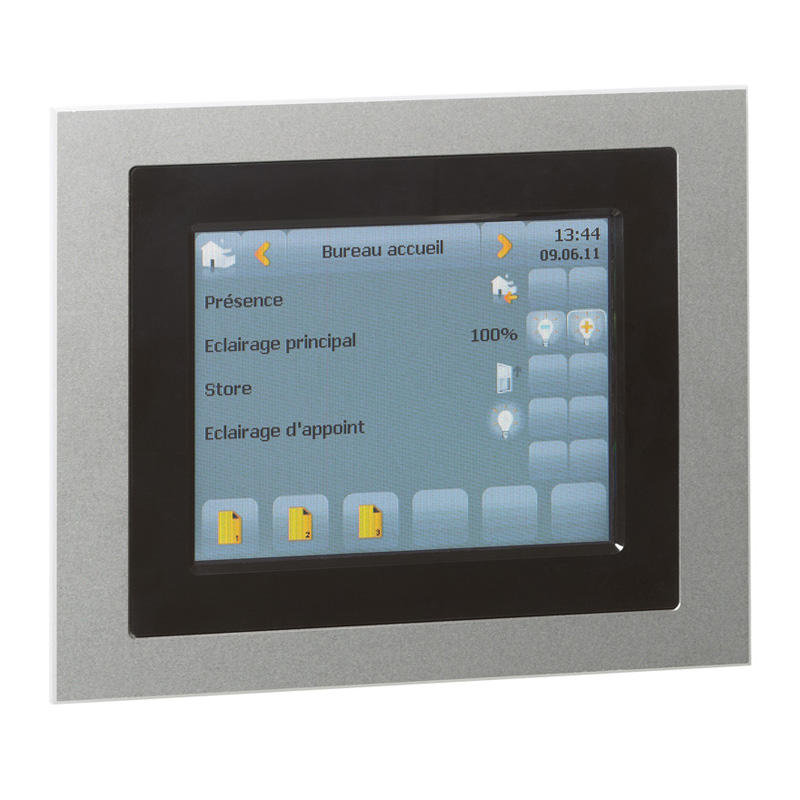 Bureau accueil
13:44
09.06.11
Présence
Eclairage principal 100%
Store
Eclairage d'appoint
1 2 3